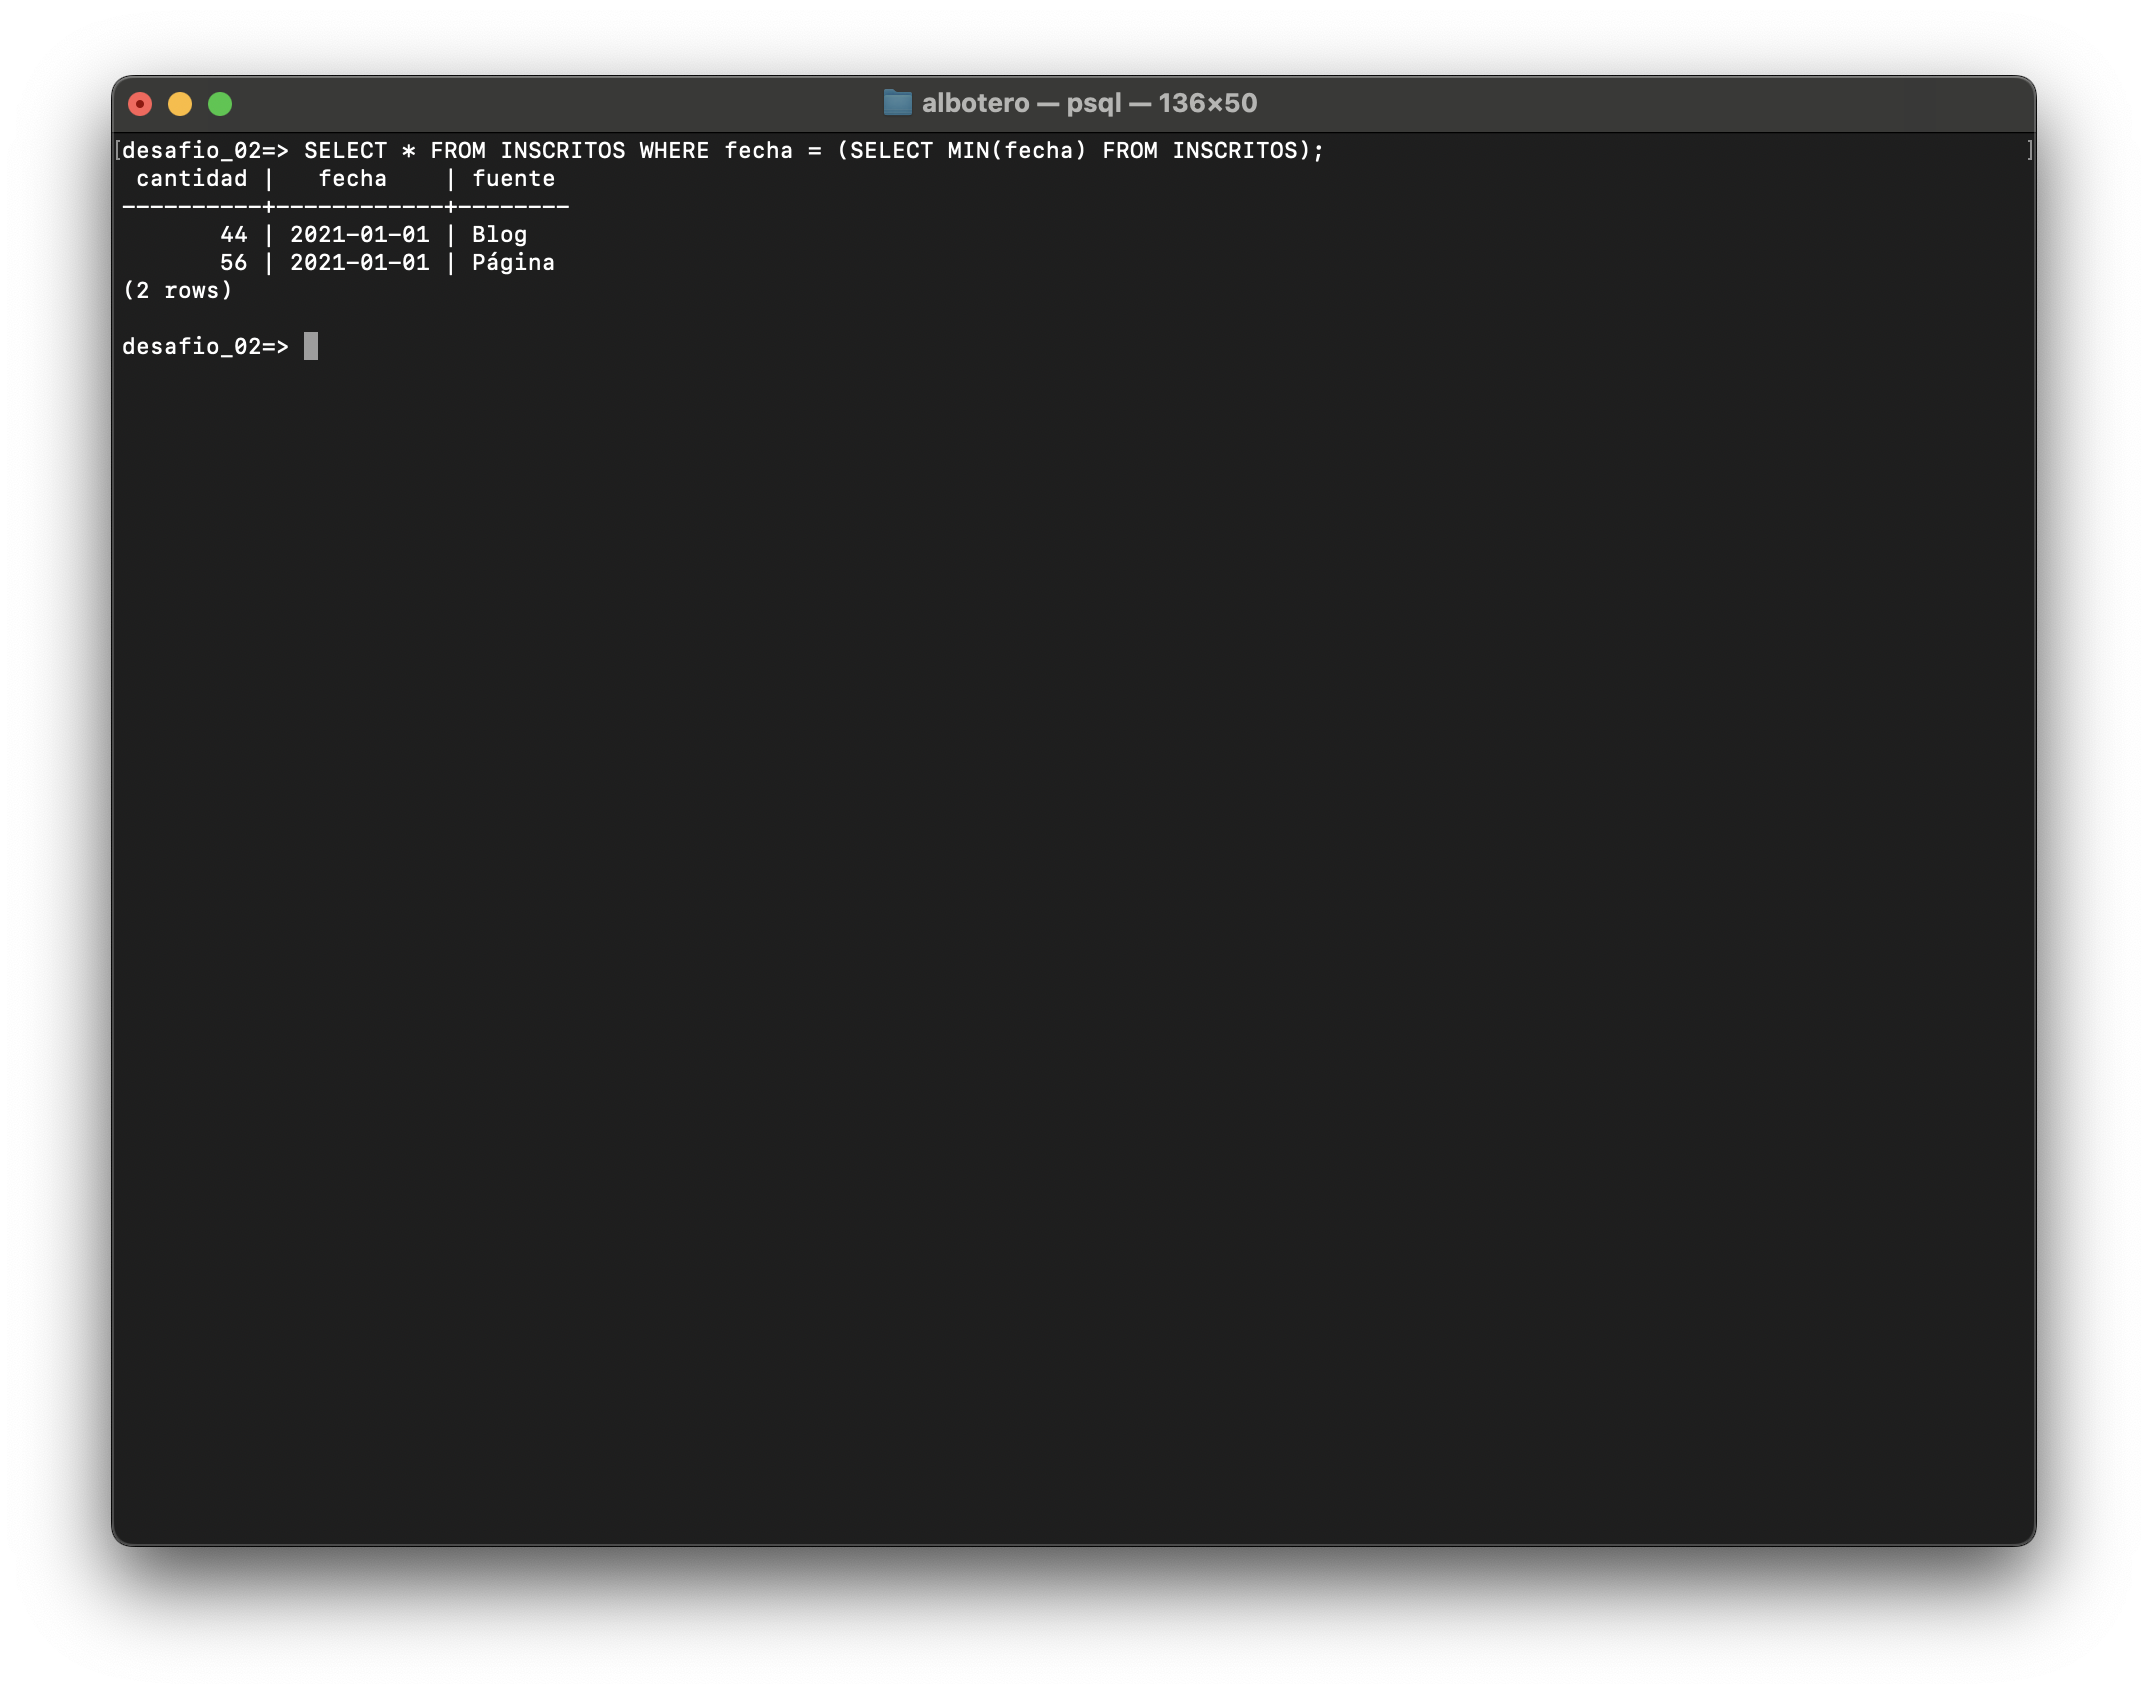 albotero — psql — 136×50
desafio_02=> SELECT * FROM INSCRITOS WHERE fecha = (SELECT MIN(fecha) FROM INSCRITOS);
 cantidad |   fecha    | fuente
----------+------------+--------
       44 | 2021-01-01 | Blog
       56 | 2021-01-01 | Página
(2 rows)
desafio_02=>